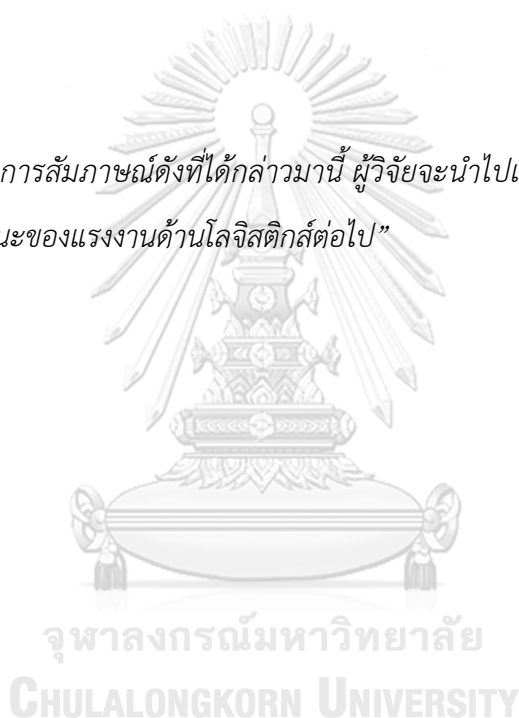 การสัมภาษณ์ดังที่ได้กล่าวมานี้ ผู้วิจัยจะนำไปเ
นะของแรงงานด้านโลจิสติกส์ต่อไป”
จุฬาลงกรณ์มหาวิทยาลัย
CHULALONGKORN UNIVERSITY